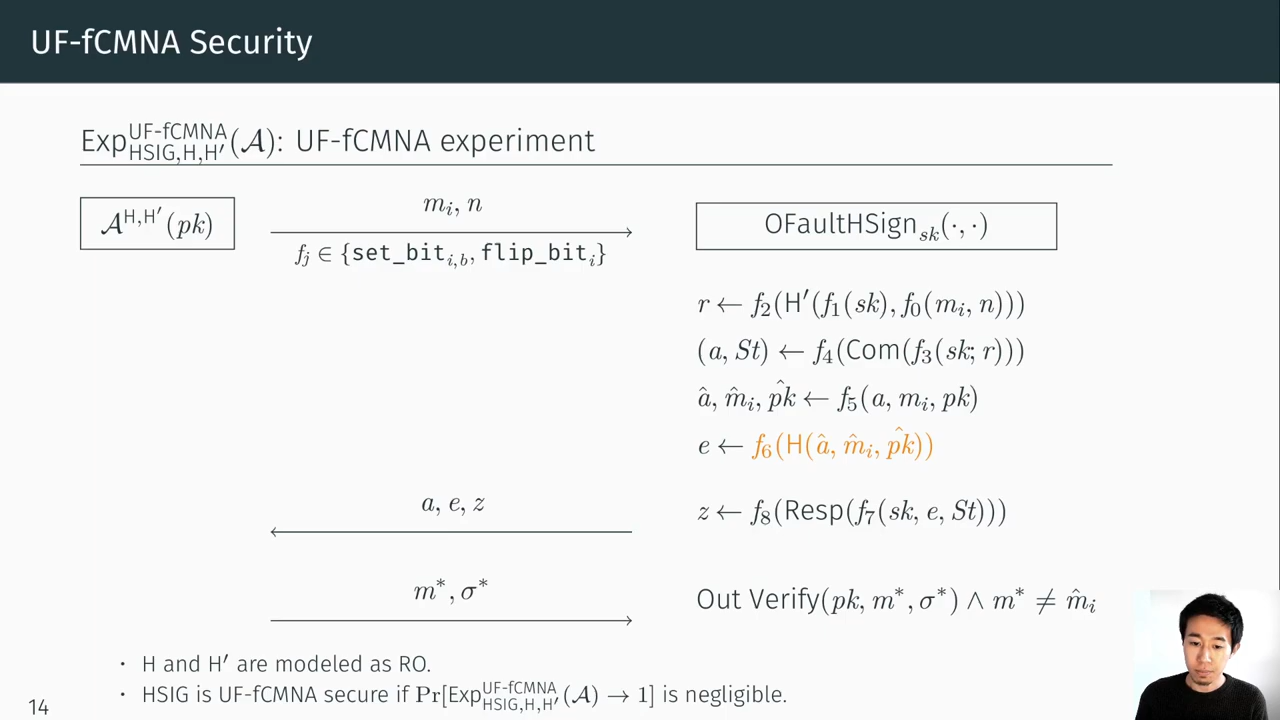 UF-fCMNA Security
Exp^{UF-fCMNA}_{HSIG,H,H′}(𝒜): UF-fCMNA experiment
𝒜^{H,H′}(pk)
m_i, n
f_j ∈ {set_bit_{i,b}, flip_bit_i}
OFaultHSign_{sk}(·,·)
r ← f_2(H′(f_1(sk), f_0(m_i, n)))
(a, St) ← f_4(Com(f_3(sk; r)))
â, m̂_i, p̂k ← f_5(a, m_i, pk)
e ← f_6(H(â, m̂_i, p̂k))
a, e, z
z ← f_8(Resp(f_7(sk, e, St)))
m*, σ*
Out Verify(pk, m*, σ*) ∧ m* ≠ m̂_i
· H and H′ are modeled as RO.
· HSIG is UF-fCMNA secure if Pr[Exp^{UF-fCMNA}_{HSIG,H,H′}(𝒜) → 1] is negligible.
14